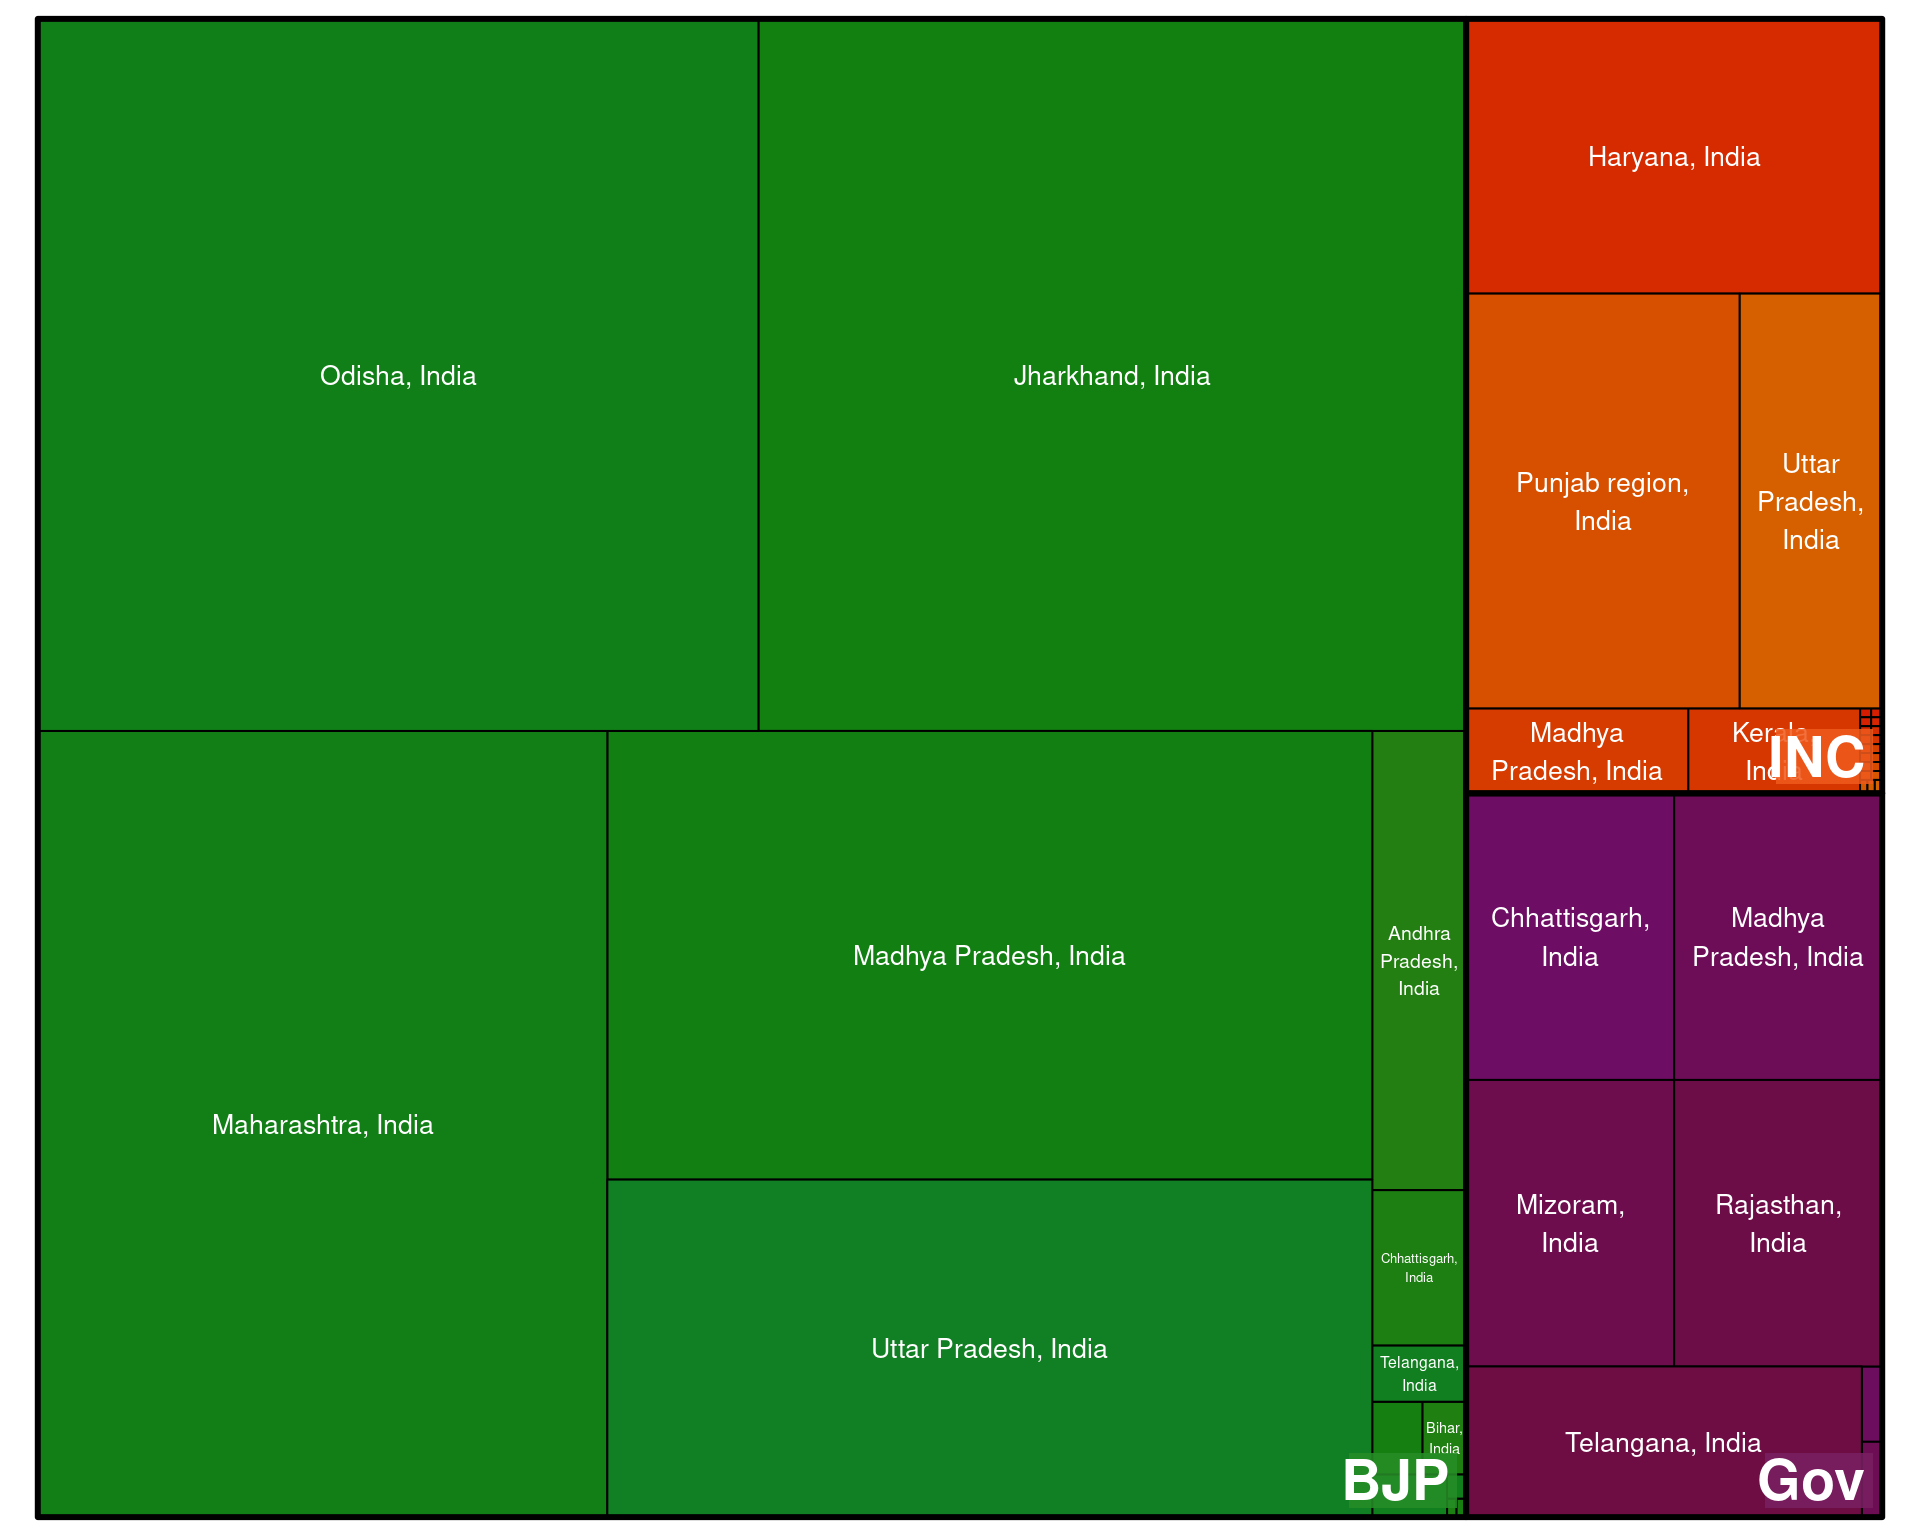 Odisha, India
Jharkhand, India
Maharashtra, India
Madhya Pradesh, India
Uttar Pradesh, India
Andhra
Pradesh,
India
Chhattisgarh,
India
Telangana,
India
Bihar,
India
BJP
Haryana, India
Punjab region,
India
Uttar
Pradesh,
India
Madhya
Pradesh, India
Kerala
India
INC
Chhattisgarh,
India
Madhya
Pradesh, India
Mizoram,
India
Rajasthan,
India
Telangana, India
Gov